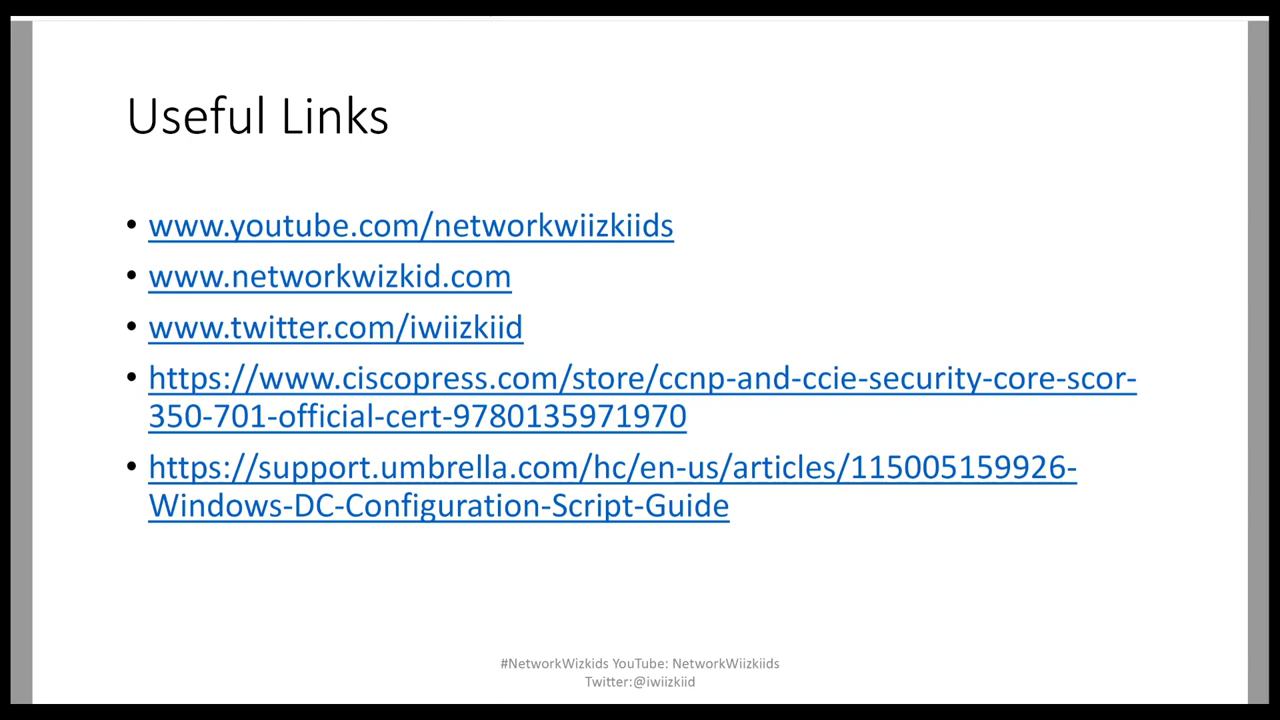 Useful Links
• www.youtube.com/networkwiizkiids
• www.networkwizkid.com
• www.twitter.com/iwiizkiid
• https://www.ciscopress.com/store/ccnp-and-ccie-security-core-scor-
350-701-official-cert-9780135971970
• https://support.umbrella.com/hc/en-us/articles/115005159926-
Windows-DC-Configuration-Script-Guide
#NetworkWizkids YouTube: NetworkWiizkiids
Twitter:@iwiizkiid